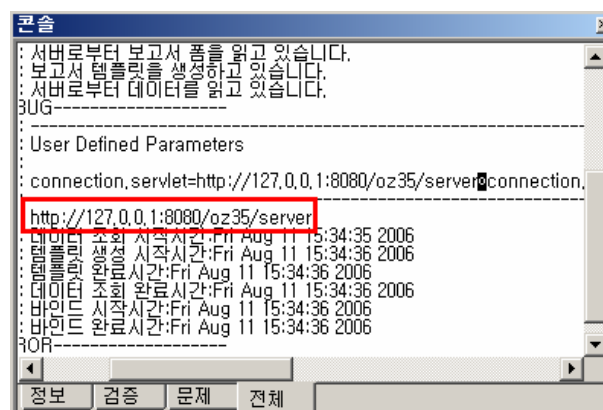 콘솔
: 서버로부터 보고서 폼을 읽고 있습니다.
: 보고서 템플릿을 생성하고 있습니다.
: 서버로부터 데이터를 읽고 있습니다.
BUG-------------------
: ---------------------------------------------------------------
: User Defined Parameters
:
: connection.servlet=http://127.0.0.1:8080/oz35/server connection.
: ---------------------------------------------------------------
http://127.0.0.1:8080/oz35/server
: 데이터 조회 시작시간:Fri Aug 11 15:34:35 2006
: 템플릿 생성 시작시간:Fri Aug 11 15:34:36 2006
: 템플릿 완료시간:Fri Aug 11 15:34:36 2006
: 데이터 조회 완료시간:Fri Aug 11 15:34:36 2006
: 바인드 시작시간:Fri Aug 11 15:34:36 2006
: 바인드 완료시간:Fri Aug 11 15:34:36 2006
ROR-------------------
정보 검증 문제 전체